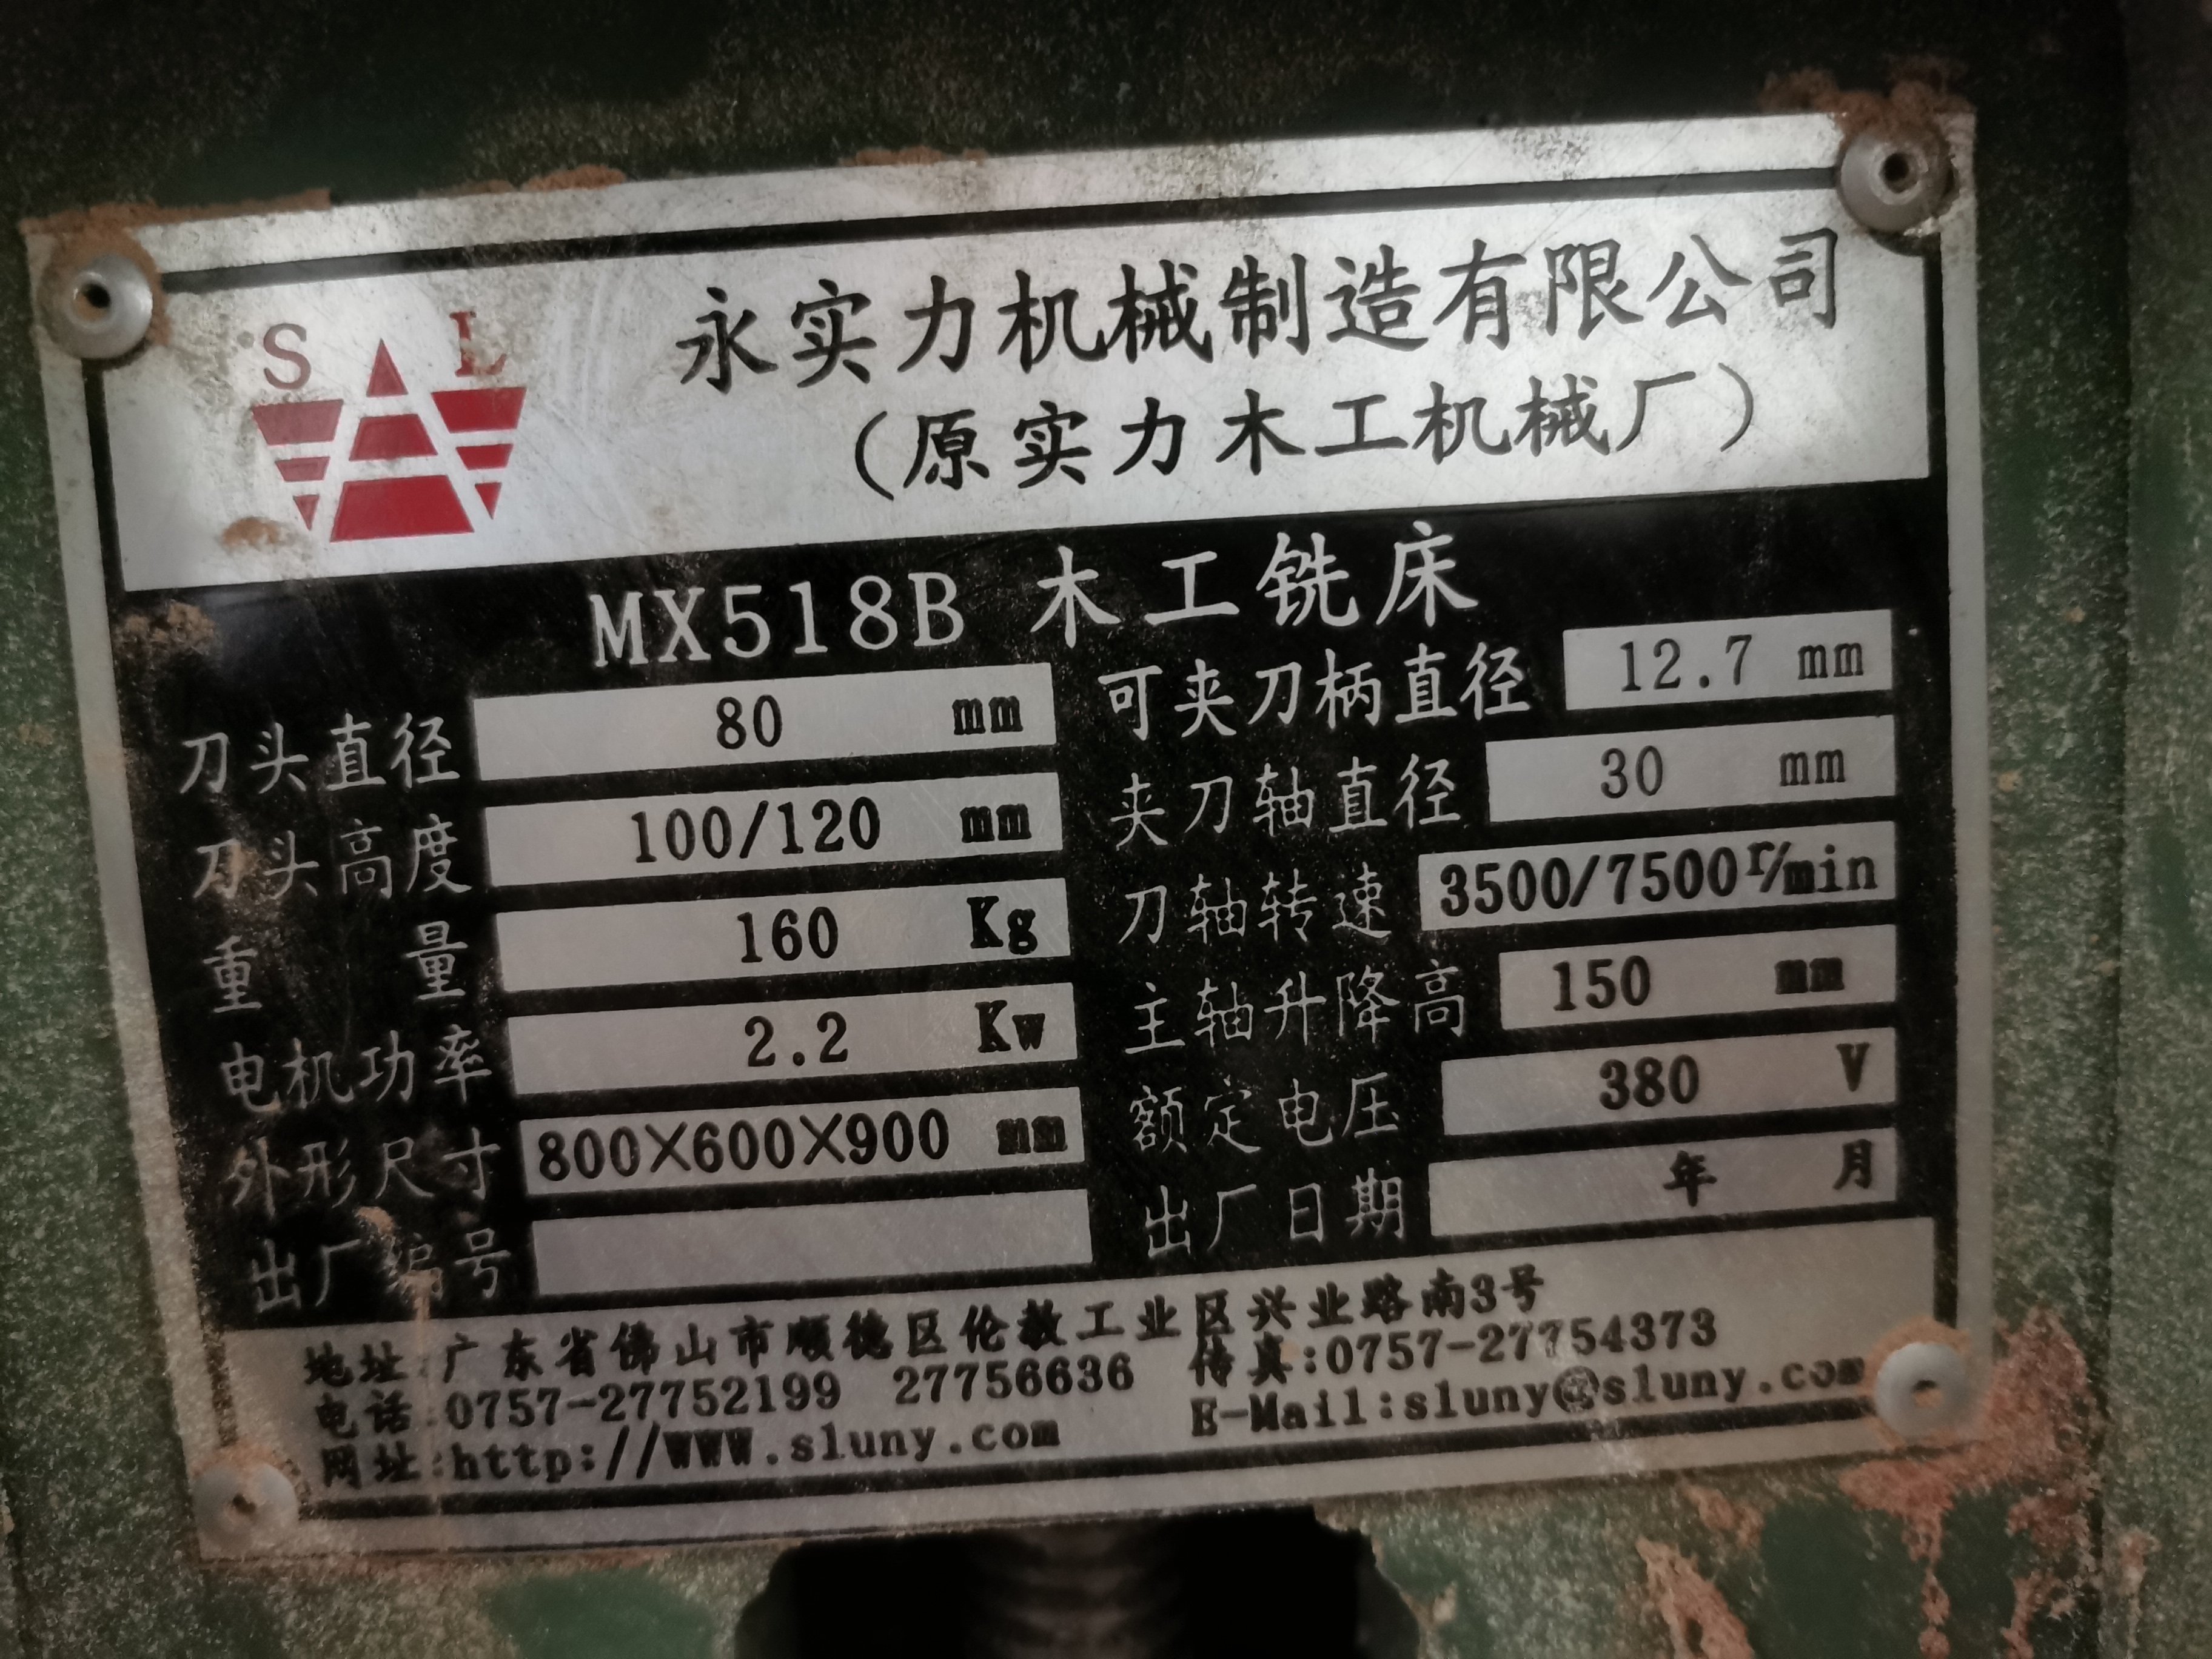 S L
永实力机械制造有限公司
(原实力木工机械厂)
MX518B 木工铣床
刀头直径 80 mm 可夹刀柄直径 12.7 mm
刀头高度 100/120 mm 夹刀轴直径 30 mm
重量 160 Kg 刀轴转速 3500/7500r/min
电机功率 2.2 Kw 主轴升降高 150 mm
外形尺寸 800X600X900 mm 额定电压 380 V
出厂编号 出厂日期 年 月
地址:广东省佛山市顺德区伦教工业区兴业路南3号
电话:0757-27752199 27756636 传真:0757-27754373
网址:http://WWW.sluny.com E-Mail:sluny@sluny.com